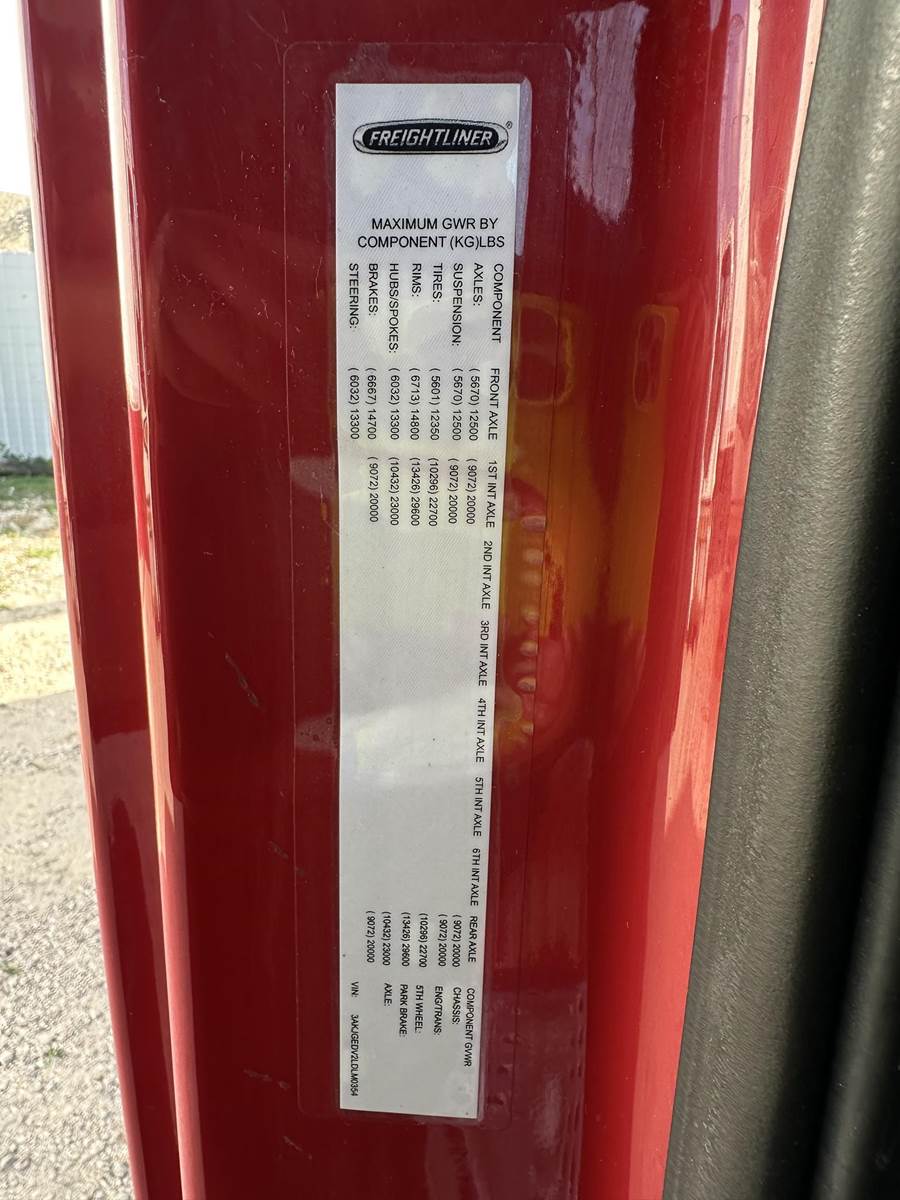 FREIGHTLINER®
MAXIMUM GWR BY
COMPONENT (KG)LBS
COMPONENT FRONT AXLE 1ST INT AXLE 2ND INT AXLE 3RD INT AXLE 4TH INT AXLE 5TH INT AXLE 6TH INT AXLE REAR AXLE COMPONENT GVWR
AXLES: ( 5670) 12500 ( 9072) 20000 ( 9072) 20000 CHASSIS:
SUSPENSION: ( 5670) 12500 ( 9072) 20000 ( 9072) 20000 ENG/TRANS:
TIRES: ( 5601) 12350 (10296) 22700 (10296) 22700 5TH WHEEL:
RIMS: ( 6713) 14800 (13426) 29600 (13426) 29600 PARK BRAKE:
HUBS/SPOKES: ( 6032) 13300 (10432) 23000 (10432) 23000 AXLE:
BRAKES: ( 6667) 14700 ( 9072) 20000 ( 9072) 20000
STEERING: ( 6032) 13300 VIN: 3AKJGEDV2LDLM0354